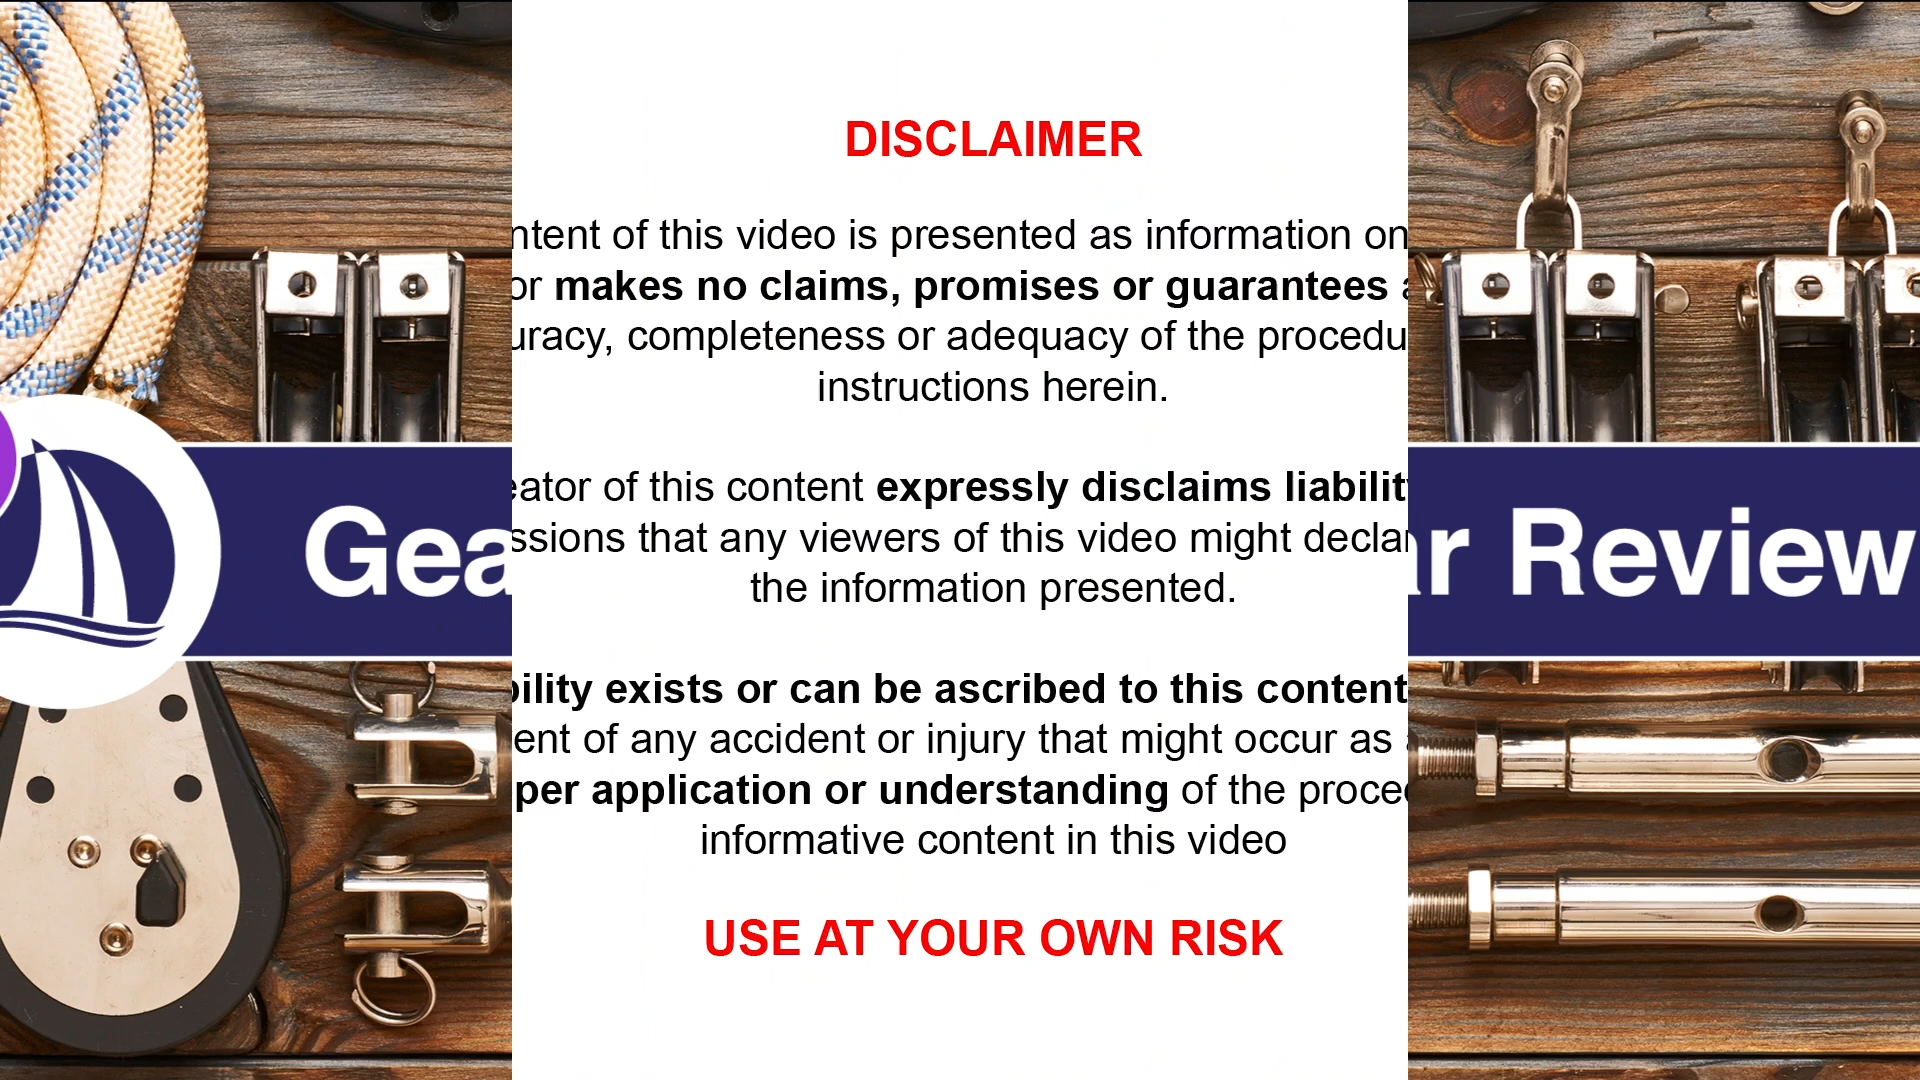 DISCLAIMER
ntent of this video is presented as information on
or makes no claims, promises or guarantees a
uracy, completeness or adequacy of the procedu
instructions herein.
eator of this content expressly disclaims liabilit
Gea
ssions that any viewers of this video might declar
r Review
the information presented.
bility exists or can be ascribed to this content
ent of any accident or injury that might occur as a
per application or understanding of the proce
informative content in this video
USE AT YOUR OWN RISK